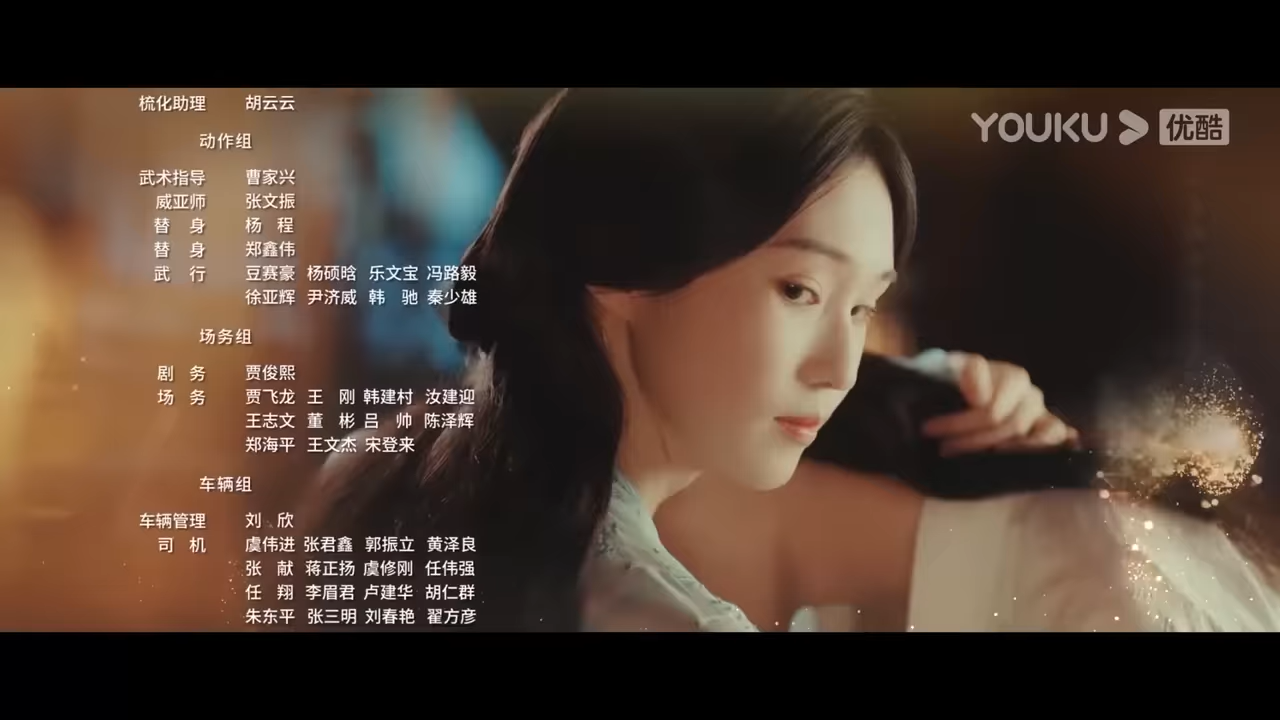 梳化助理 胡云云
YOUKU 优酷
动作组
武术指导 曹家兴
威亚师 张文振
替 身 杨 程
替 身 郑鑫伟
武 行 豆赛豪 杨硕晗 乐文宝 冯路毅
徐亚辉 尹济威 韩 驰 秦少雄
场务组
剧 务 贾俊熙
场 务 贾飞龙 王 刚 韩建村 汝建迎
王志文 董 彬 吕 帅 陈泽辉
郑海平 王文杰 宋登来
车辆组
车辆管理 刘 欣
司 机 虞伟进 张君鑫 郭振立 黄泽良
张 献 蒋正扬 虞修刚 任伟强
任 翔 李眉君 卢建华 胡仁群
朱东平 张三明 刘春艳 翟方彦